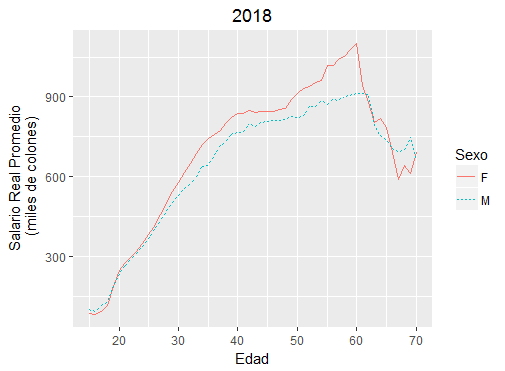 2018
Salario Real Promedio
(miles de colones)
900
600
300
20 30 40 50 60 70
Edad
Sexo
F
M